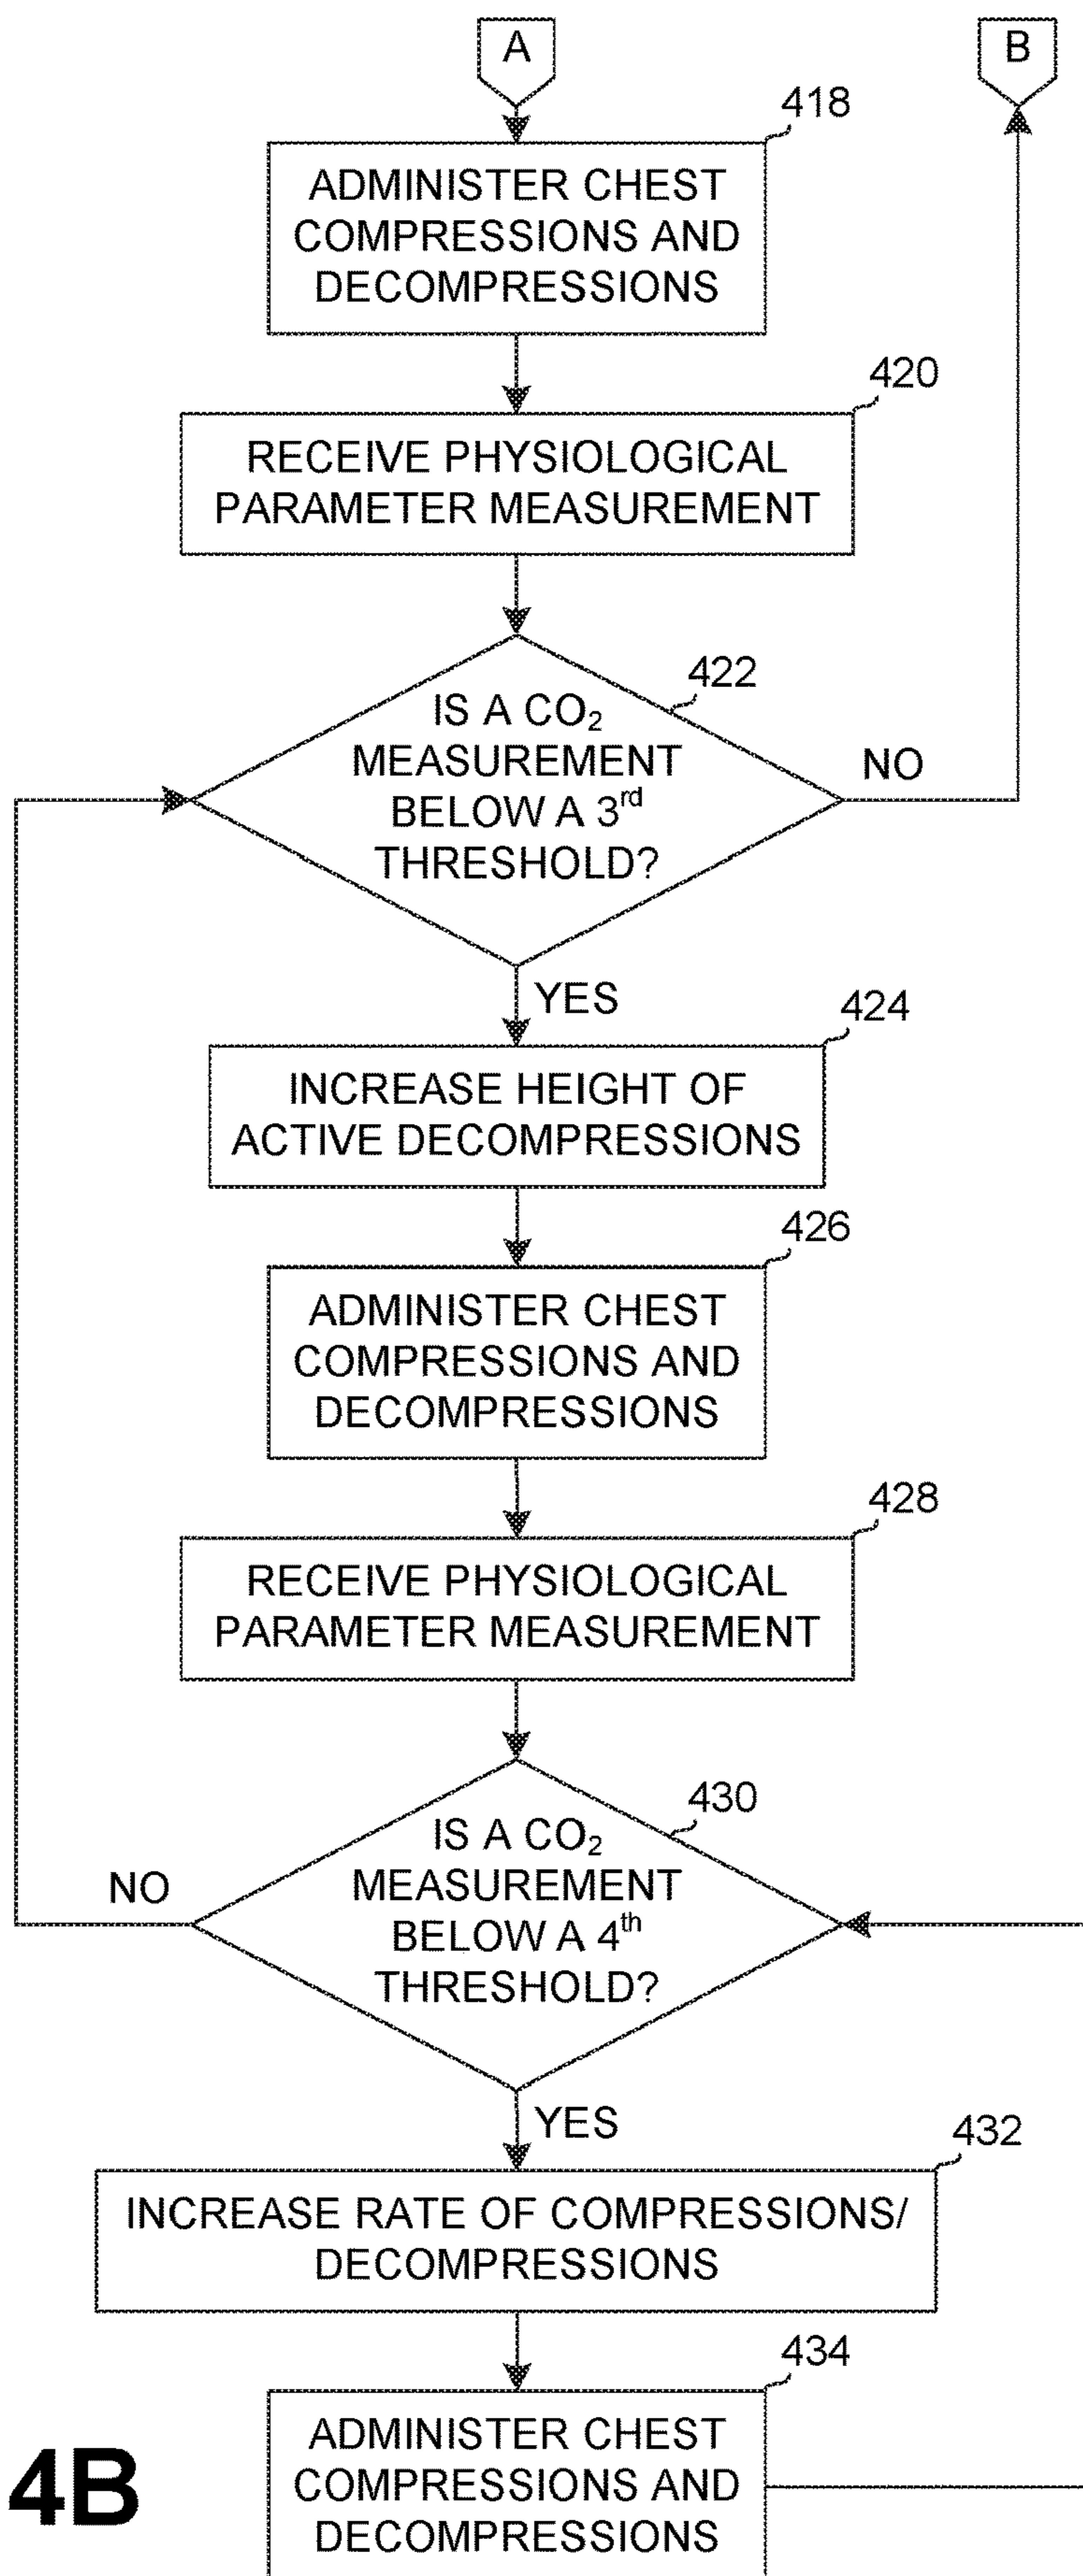 A
B
418
ADMINISTER CHEST
COMPRESSIONS AND
DECOMPRESSIONS
420
RECEIVE PHYSIOLOGICAL
PARAMETER MEASUREMENT
422
IS A CO₂
MEASUREMENT
BELOW A 3rd
THRESHOLD?
NO
YES
424
INCREASE HEIGHT OF
ACTIVE DECOMPRESSIONS
426
ADMINISTER CHEST
COMPRESSIONS AND
DECOMPRESSIONS
428
RECEIVE PHYSIOLOGICAL
PARAMETER MEASUREMENT
430
IS A CO₂
MEASUREMENT
BELOW A 4th
THRESHOLD?
NO
YES
432
INCREASE RATE OF COMPRESSIONS/
DECOMPRESSIONS
434
ADMINISTER CHEST
COMPRESSIONS AND
DECOMPRESSIONS
4B